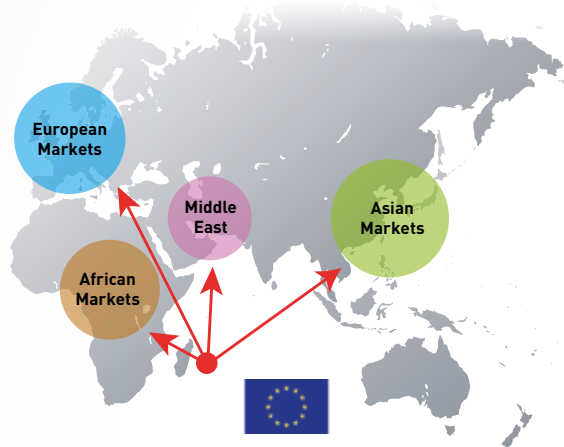 European
Markets
Middle
East
Asian
Markets
African
Markets